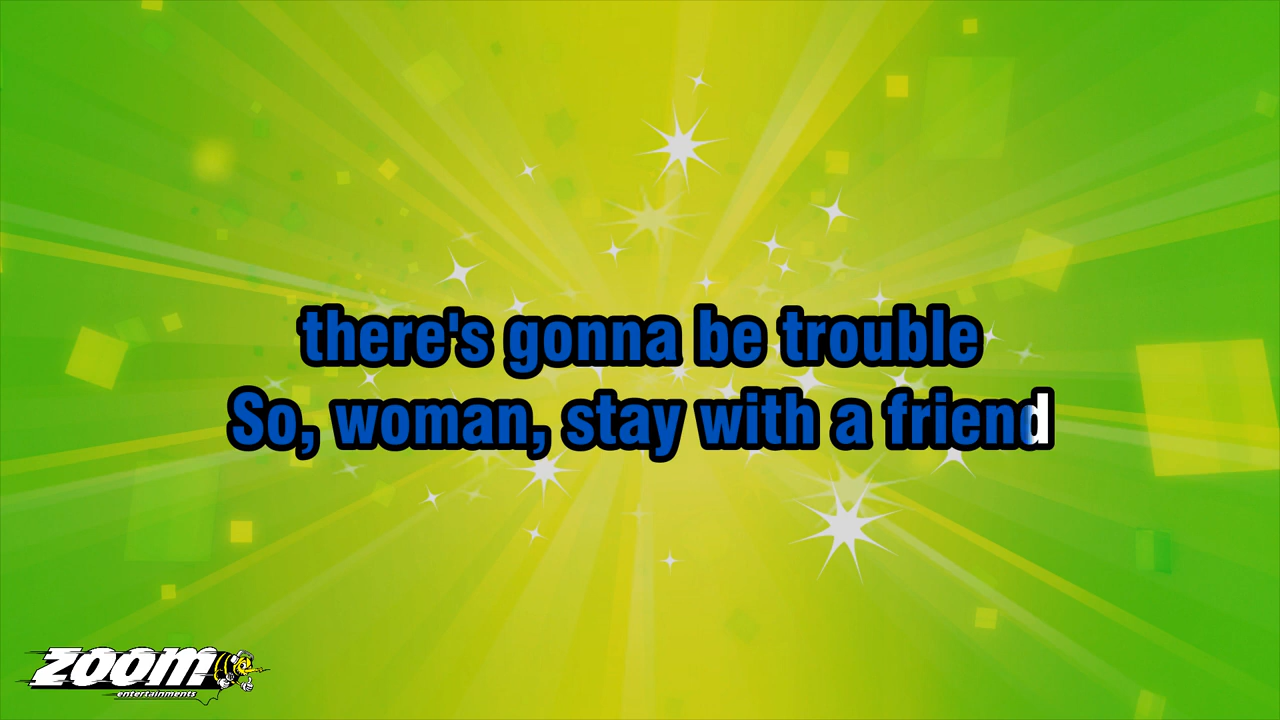 there's gonna be trouble
So, woman, stay with a friend
zoom
entertainments